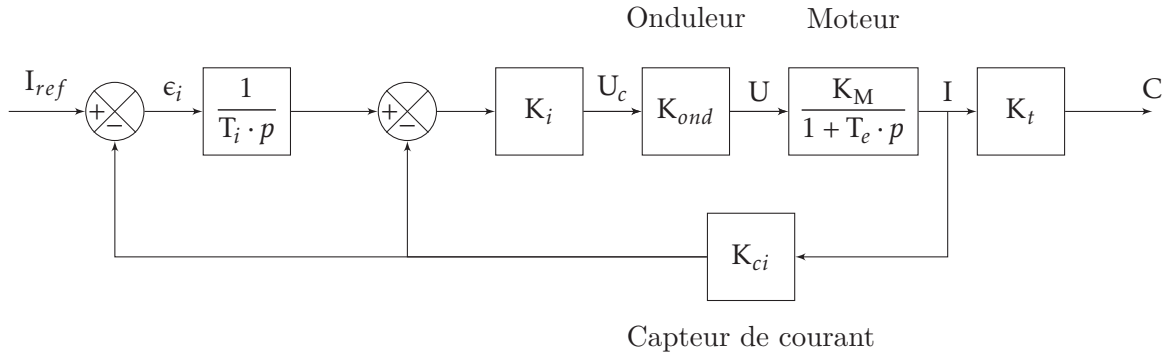 Onduleur Moteur
I_ref + − ϵ_i 1/(T_i · p) + − K_i U_c K_ond U K_M/(1 + T_e · p) I K_t C
K_ci
Capteur de courant